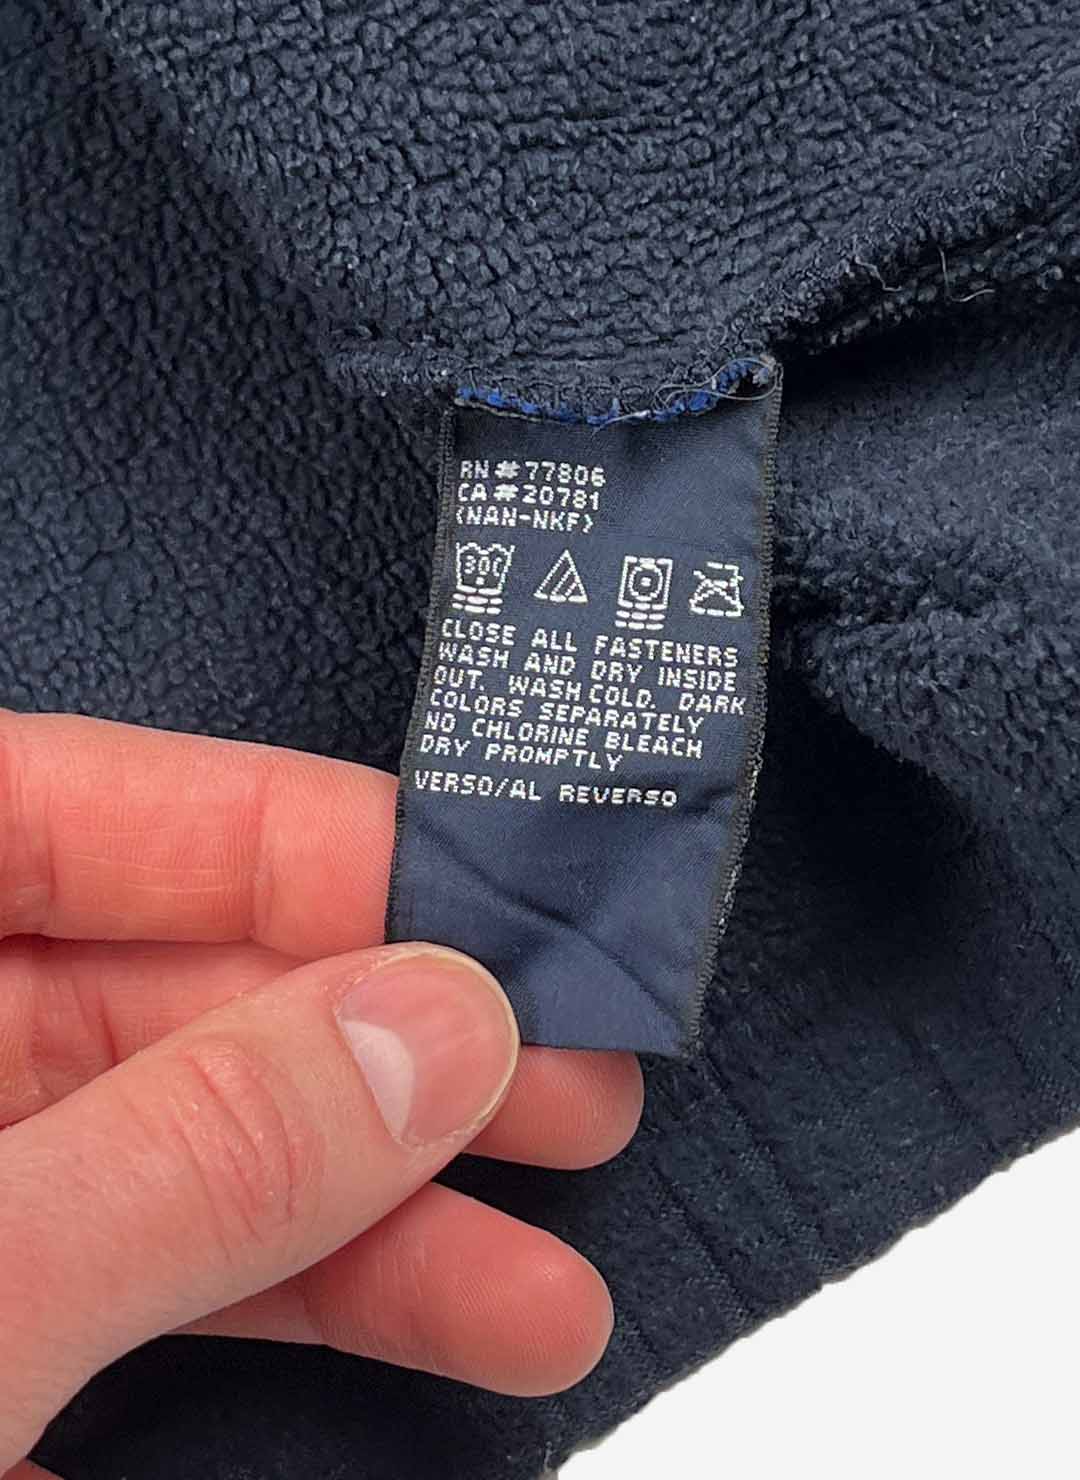 RN #77806
CA #20781
(NAN-NKF)
30C
CLOSE ALL FASTENERS
WASH AND DRY INSIDE
OUT. WASH COLD. DARK
COLORS SEPARATELY
NO CHLORINE BLEACH
DRY PROMPTLY
VERSO/AL REVERSO